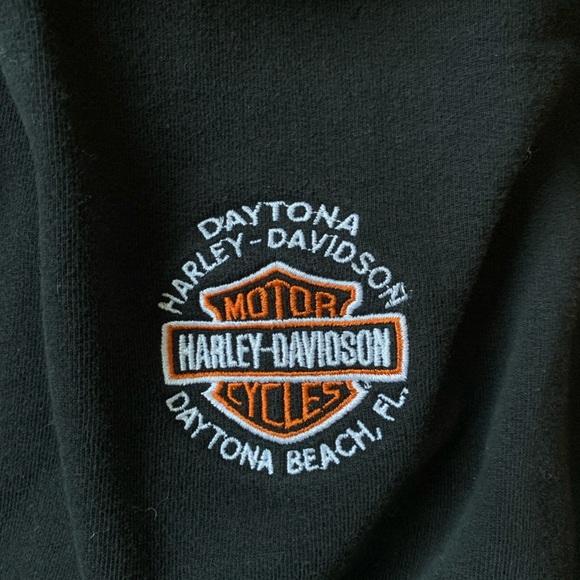 DAYTONA
HARLEY-DAVIDSON
MOTOR
HARLEY-DAVIDSON
CYCLES
DAYTONA BEACH, FL.